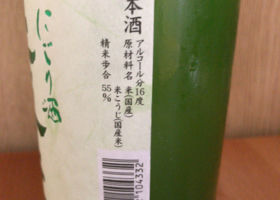 本酒
アルコール分16度
原材料名 米(国産)
米こうじ(国産米)
精米歩合 55%
にごり酒
104332